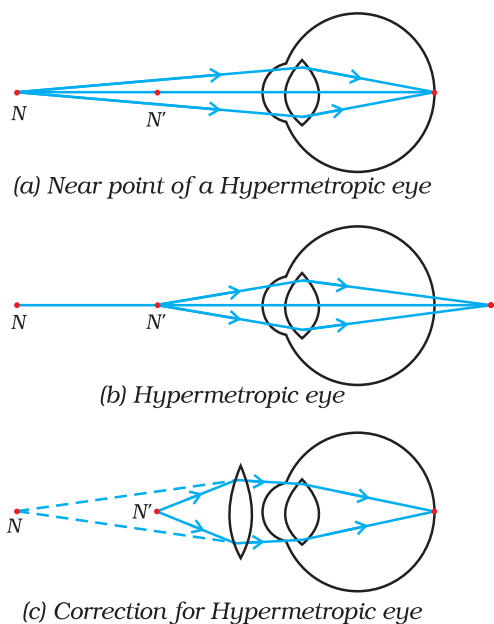 N
N′
(a) Near point of a Hypermetropic eye
N
N′
(b) Hypermetropic eye
N
N′
(c) Correction for Hypermetropic eye